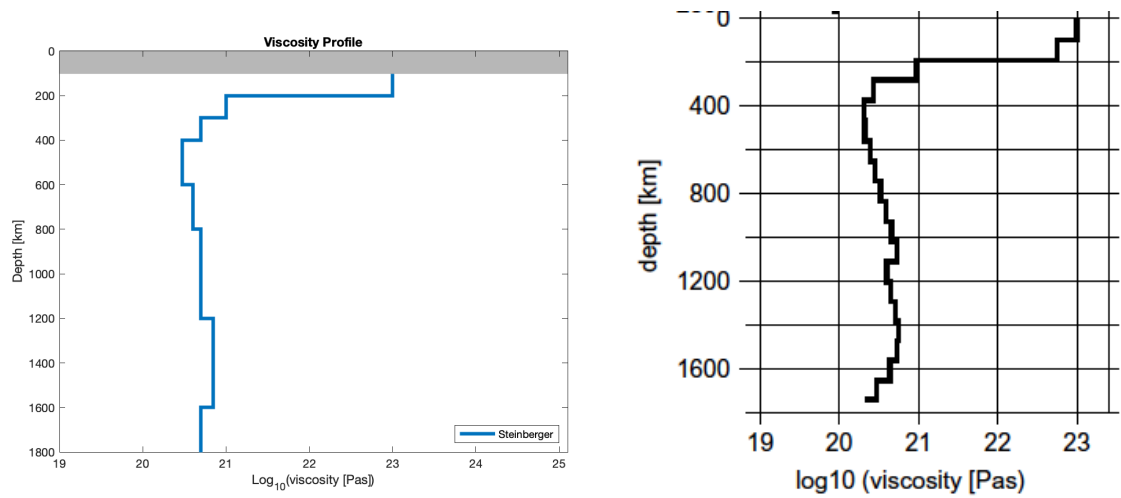 Viscosity Profile
0
200
400
600
800
1000
1200
1400
1600
1800
Depth [km]
19 20 21 22 23 24 25
Log10(viscosity [Pas])
Steinberger
0
400
800
1200
1600
depth [km]
19 20 21 22 23
log10 (viscosity [Pas)